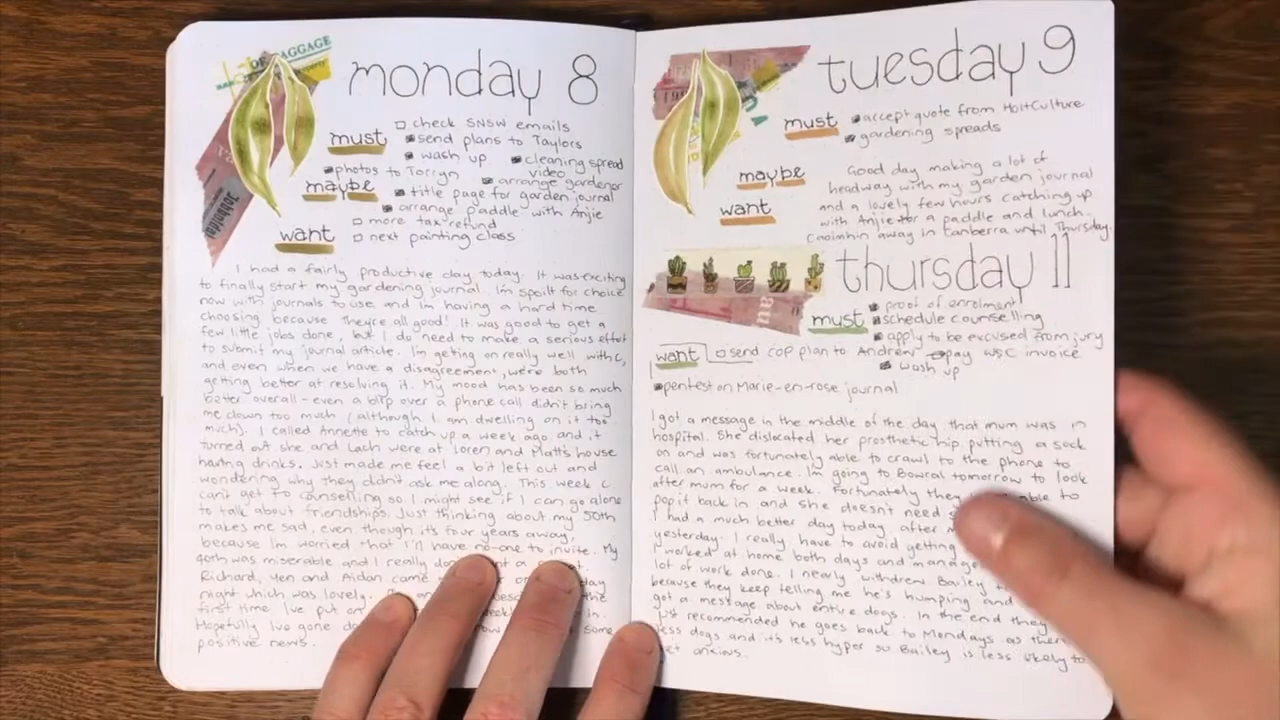 OF BAGGAGE
monday 8
must
check SNSW emails
send plans to Taylors
wash up
cleaning spread video
photos to Torryn
arrange gardener
maybe
title page for garden journal
arrange paddle with Anjie
more tax refund
want
next painting class
I had a fairly productive day today. It was exciting
to finally start my gardening journal. I'm spoilt for choice
now with journals to use and I'm having a hard time
choosing because they're all good! It was good to get a
few little jobs done, but I do need to make a serious effort
to submit my journal article. I'm getting on really well with C,
and even when we have a disagreement, we're both
getting better at resolving it. My mood has been so much
better overall - even a blip over a phone call didn't bring
me down too much (although I am dwelling on it too
much). I called Annette to catch up a week ago and it
turned out she and Lach were at Loren and Matt's house
having drinks. Just made me feel a bit left out and
wondering why they didn't ask me along. This week C
can't get to counselling so I might see if I can go alone
to talk about friendships. Just thinking about my 50th
makes me sad, even though it's four years away,
because I'm worried that I'll have no-one to invite. My
40th was miserable and I really don't
Richard, Yen and Aidan came
night which was lovely.
first time I've put on
Hopefully I've gone some
positive news.
tuesday 9
must
accept quote from HortCulture
gardening spreads
maybe
want
Good day making a lot of
headway with my garden journal
and a lovely few hours catching up
with Anjie for a paddle and lunch.
Caoimhin away in Canberra until Thursday.
thursday 11
must
proof of enrolment
schedule counselling
apply to be excused from jury
want
send COP plan to Andrew
pay WSC invoice
wash up
pentest on Marie-en-rose journal
I got a message in the middle of the day that mum was in
hospital. She dislocated her prosthetic hip putting a sock
on and was fortunately able to crawl to the phone to
call an ambulance. I'm going to Bowral tomorrow to look
after mum for a week. Fortunately they able to
pop it back in and she doesn't need
I had a much better day today after
yesterday. I really have to avoid getting
I worked at home both days and
lot of work done. I nearly withdrew Bailey
because they keep telling me he's humping and
got a message about entire dogs. In the end they
just recommended he goes back to Mondays as
less dogs and it's less hyper so Bailey is less likely to
get anxious.